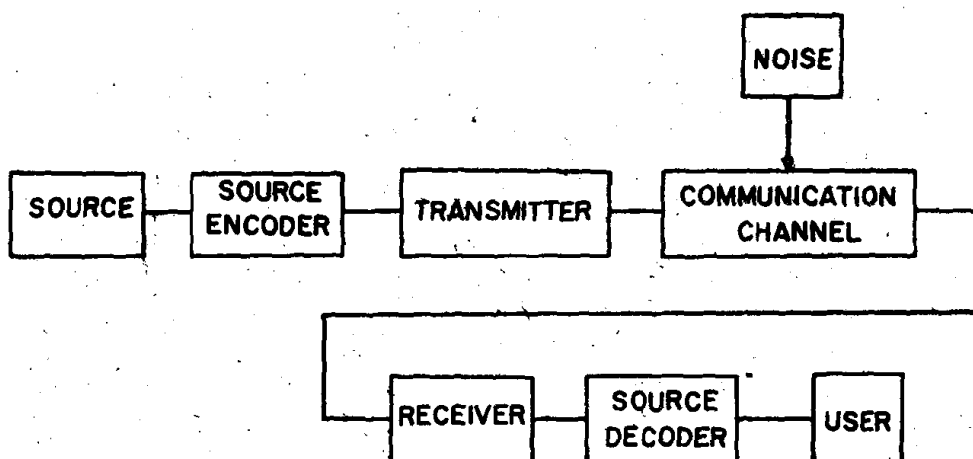 NOISE
SOURCE
SOURCE
ENCODER
TRANSMITTER
COMMUNICATION
CHANNEL
RECEIVER
SOURCE
DECODER
USER